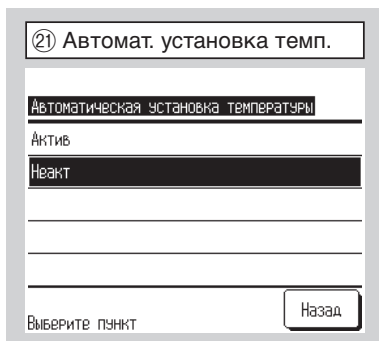 ㉑ Автомат. установка темп.
Автоматическая установка температуры
Актив
Неакт
Выберите пункт
Назад